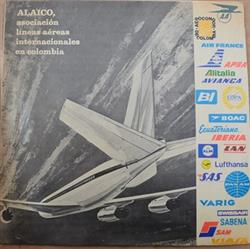 ALAICO,
asociación
líneas aéreas
internacionales
en colombia
AIR FRANCE
APSA
Alitalia
AVIANCA
BI
BOAC
Ecuatoriana
IBERIA
KLM
LAN
Lufthansa
SAS
PAN AM
VARIG
SWISSAIR
SABENA
SAM